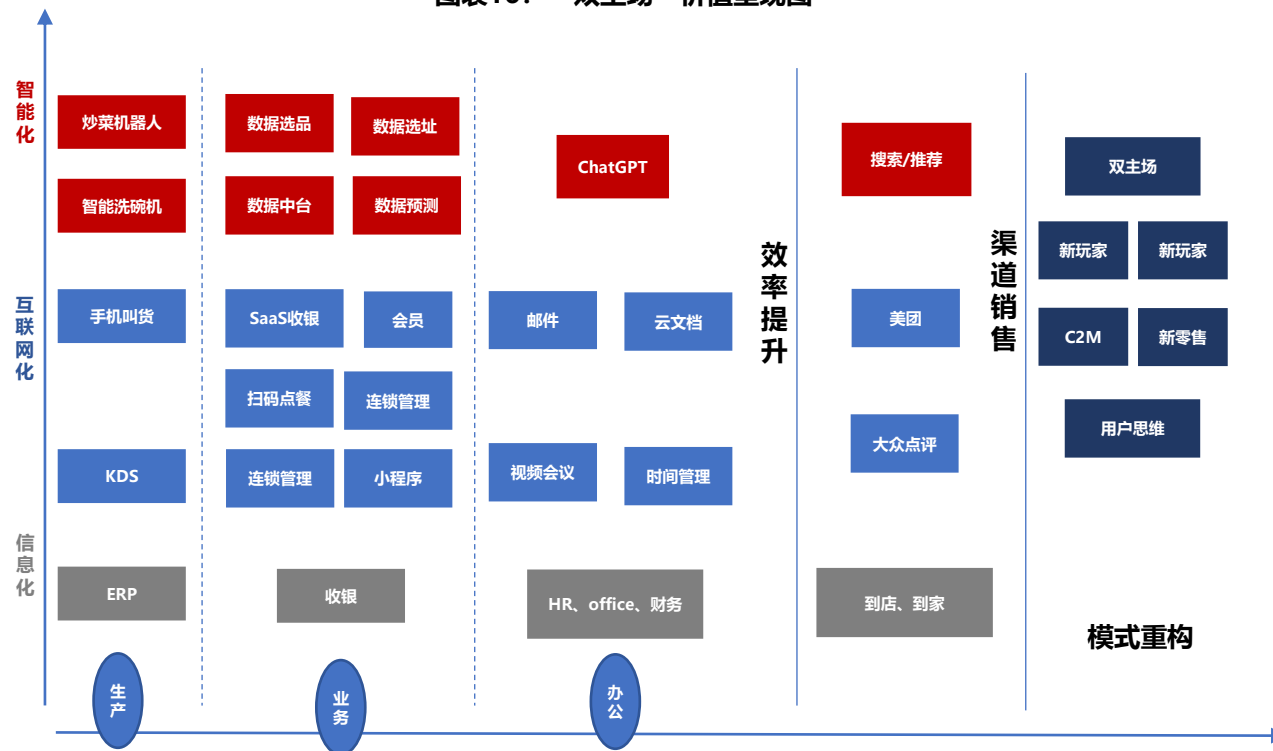 智能化
炒菜机器人
数据选品
数据选址
ChatGPT
搜索/推荐
双主场
智能洗碗机
数据中台
数据预测
效率提升
渠道销售
新玩家
新玩家
互联网化
手机叫货
SaaS收银
会员
邮件
云文档
美团
C2M
新零售
扫码点餐
连锁管理
大众点评
用户思维
KDS
连锁管理
小程序
视频会议
时间管理
信息化
ERP
收银
HR、office、财务
到店、到家
模式重构
生产
业务
办公